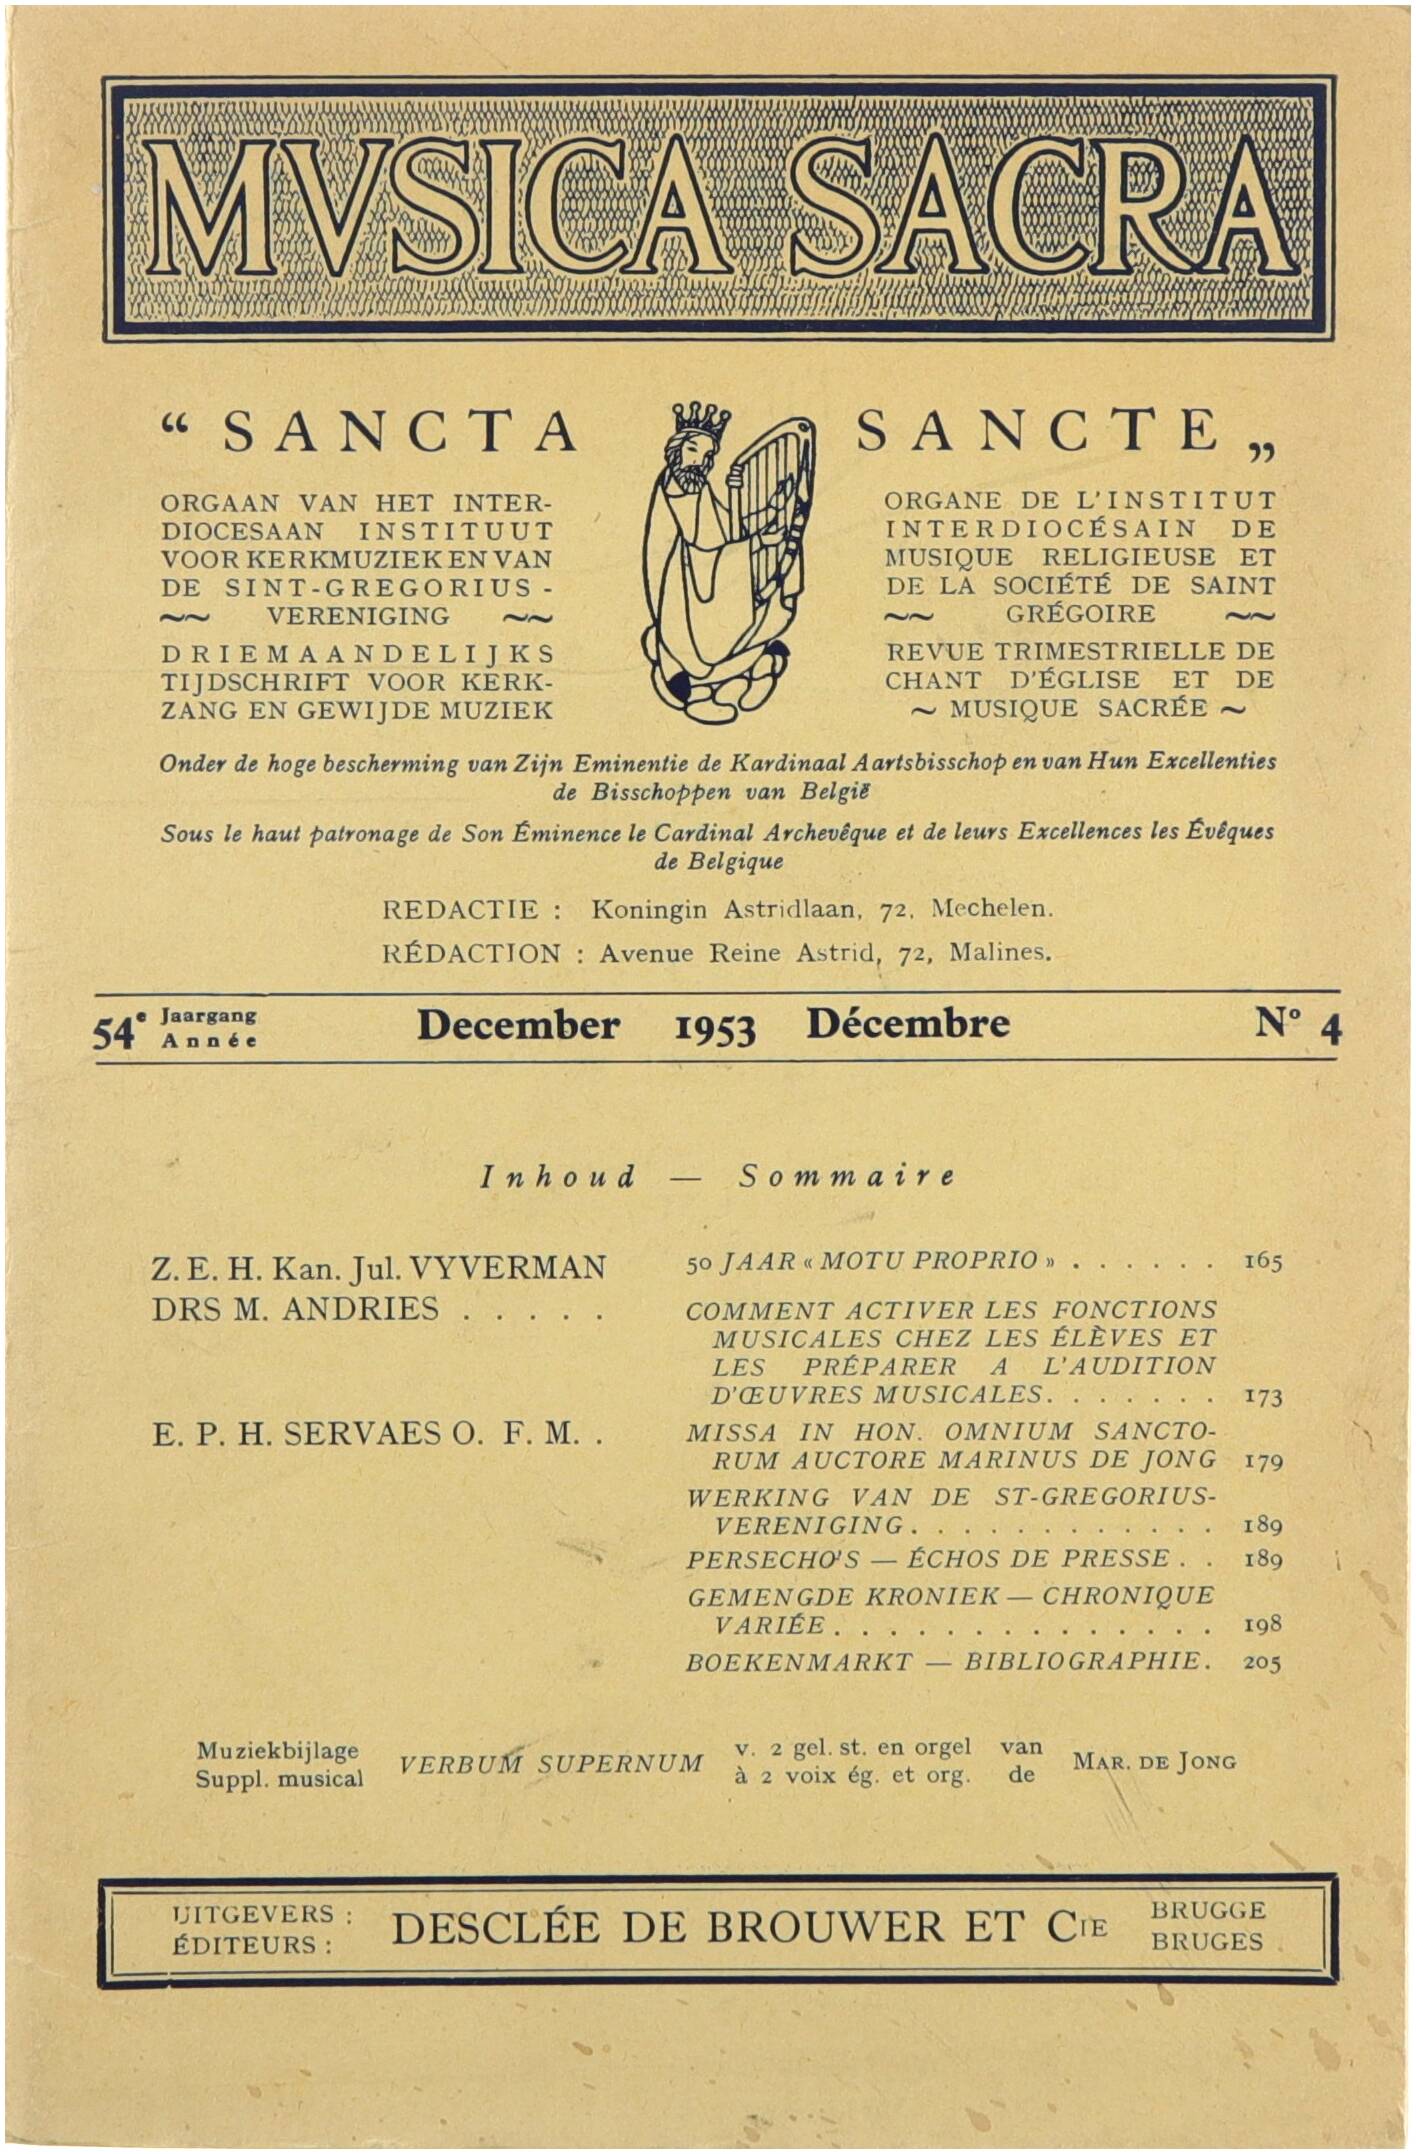 MVSICA SACRA
“ SANCTA SANCTE „
ORGAAN VAN HET INTER-
DIOCESAAN INSTITUUT
VOOR KERKMUZIEK EN VAN
DE SINT-GREGORIUS-
~~ VERENIGING ~~
DRIEMAANDELIJKS
TIJDSCHRIFT VOOR KERK-
ZANG EN GEWIJDE MUZIEK
ORGANE DE L'INSTITUT
INTERDIOCÉSAIN DE
MUSIQUE RELIGIEUSE ET
DE LA SOCIÉTÉ DE SAINT
~~ GRÉGOIRE ~~
REVUE TRIMESTRIELLE DE
CHANT D'ÉGLISE ET DE
~ MUSIQUE SACRÉE ~
Onder de hoge bescherming van Zijn Eminentie de Kardinaal Aartsbisschop en van Hun Excellenties
de Bisschoppen van België
Sous le haut patronage de Son Éminence le Cardinal Archevêque et de leurs Excellences les Évêques
de Belgique
REDACTIE : Koningin Astridlaan, 72, Mechelen.
RÉDACTION : Avenue Reine Astrid, 72, Malines.
54e Jaargang
Année
December 1953 Décembre N° 4
Inhoud — Sommaire
Z. E. H. Kan. Jul. VYVERMAN 50 JAAR « MOTU PROPRIO » . . . . . . 165
DRS M. ANDRIES . . . . . COMMENT ACTIVER LES FONCTIONS
MUSICALES CHEZ LES ÉLÈVES ET
LES PRÉPARER A L'AUDITION
D'ŒUVRES MUSICALES. . . . . . . 173
E. P. H. SERVAES O. F. M. . MISSA IN HON. OMNIUM SANCTO-
RUM AUCTORE MARINUS DE JONG 179
WERKING VAN DE ST-GREGORIUS-
VERENIGING. . . . . . . . . . . . 189
PERSECHO'S — ÉCHOS DE PRESSE . . 189
GEMENGDE KRONIEK — CHRONIQUE
VARIÉE. . . . . . . . . . . . . . . 198
BOEKENMARKT — BIBLIOGRAPHIE. 205
Muziekbijlage
Suppl. musical
VERBUM SUPERNUM
v. 2 gel. st. en orgel van
à 2 voix ég. et org. de
MAR. DE JONG
UITGEVERS :
ÉDITEURS :
DESCLÉE DE BROUWER ET CIE
BRUGGE
BRUGES